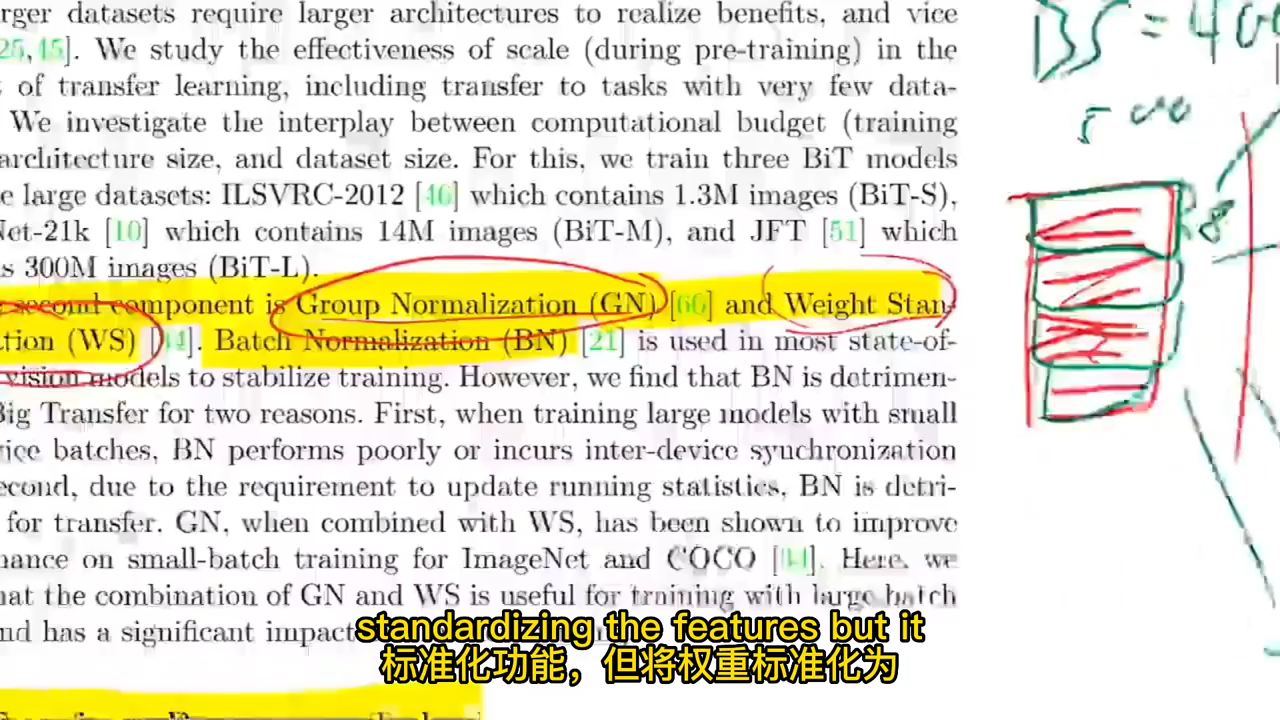 rger datasets require larger architectures to realize benefits, and vice
25,45]. We study the effectiveness of scale (during pre-training) in the
of transfer learning, including transfer to tasks with very few data-
We investigate the interplay between computational budget (training
architecture size, and dataset size. For this, we train three BiT models
e large datasets: ILSVRC-2012 [46] which contains 1.3M images (BiT-S),
Net-21k [10] which contains 14M images (BiT-M), and JFT [51] which
s 300M images (BiT-L).
second component is Group Normalization (GN) [66] and Weight Stan-
tion (WS) [34]. Batch Normalization (BN) [21] is used in most state-of-
vision models to stabilize training. However, we find that BN is detrimen-
Big Transfer for two reasons. First, when training large models with small
ice batches, BN performs poorly or incurs inter-device synchronization
econd, due to the requirement to update running statistics, BN is detri-
for transfer. GN, when combined with WS, has been shown to improve
nance on small-batch training for ImageNet and COCO [34]. Here, we
hat the combination of GN and WS is useful for training with large batch
nd has a significant impact
standardizing the features but it
标准化功能，但将权重标准化为
BS = 400
500